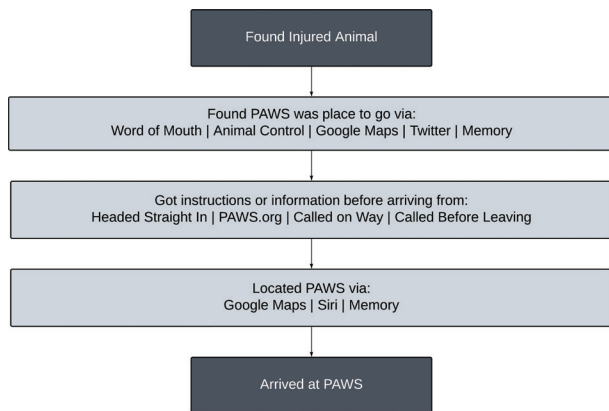 Found Injured Animal
Found PAWS was place to go via:
Word of Mouth | Animal Control | Google Maps | Twitter | Memory
Got instructions or information before arriving from:
Headed Straight In | PAWS.org | Called on Way | Called Before Leaving
Located PAWS via:
Google Maps | Siri | Memory
Arrived at PAWS